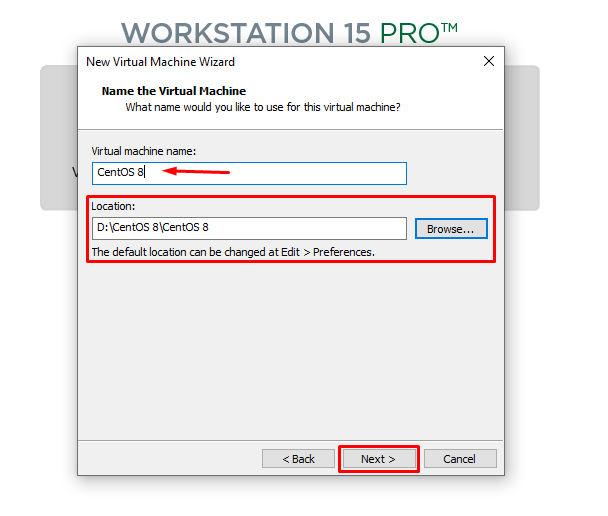 WORKSTATION 15 PRO™
New Virtual Machine Wizard
Name the Virtual Machine
What name would you like to use for this virtual machine?
Virtual machine name:
CentOS 8
Location:
D:\CentOS 8\CentOS 8
Browse...
The default location can be changed at Edit > Preferences.
< Back
Next >
Cancel